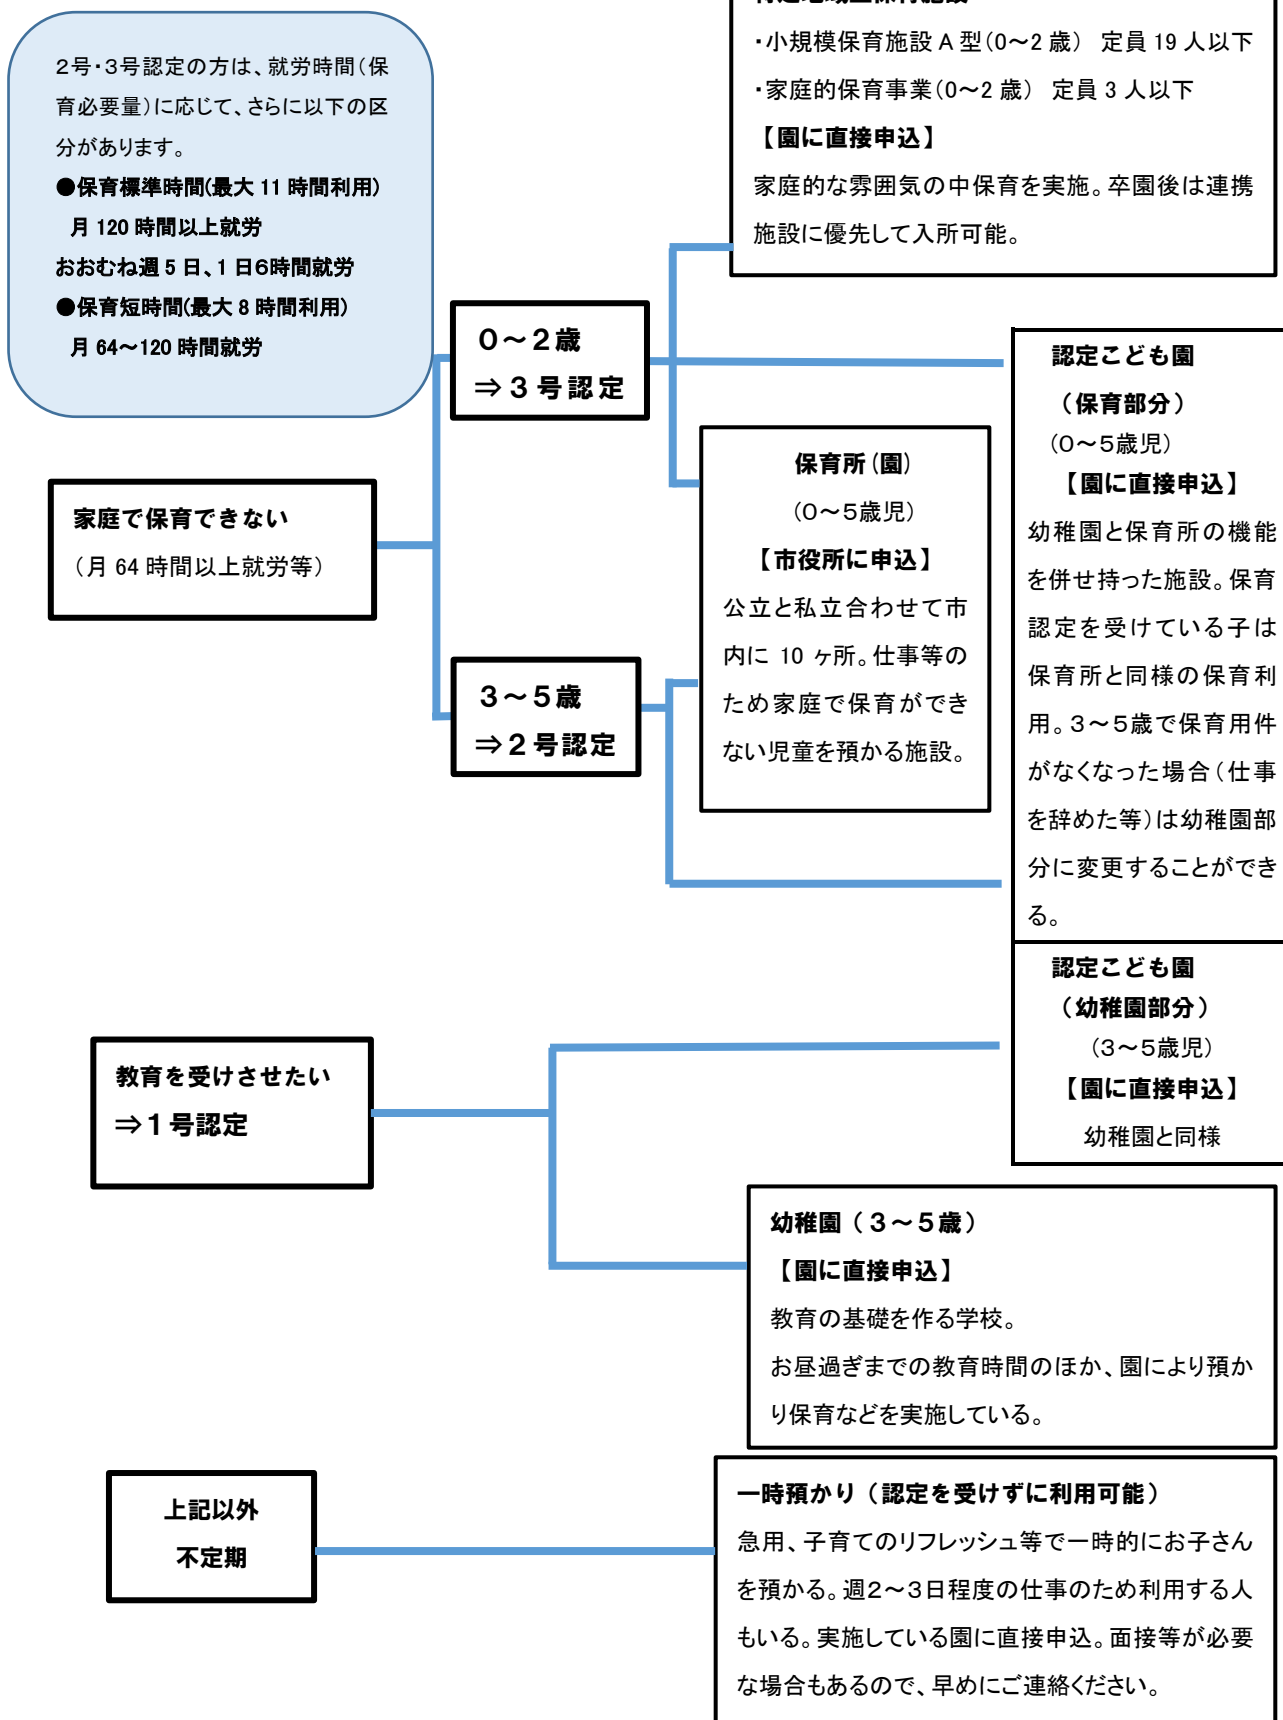 2号・3号認定の方は、就労時間（保
育必要量）に応じて、さらに以下の区
分があります。
●保育標準時間(最大 11 時間利用)
月 120 時間以上就労
おおむね週 5 日、1 日6時間就労
●保育短時間(最大 8 時間利用)
月 64～120 時間就労
・小規模保育施設 A 型(0～2 歳)　定員 19 人以下
・家庭的保育事業(0～2 歳)　定員 3 人以下
【園に直接申込】
家庭的な雰囲気の中保育を実施。卒園後は連携
施設に優先して入所可能。
0～2歳
⇒3号認定
家庭で保育できない
（月 64 時間以上就労等）
3～5歳
⇒2号認定
保育所(園)
（0～5歳児）
【市役所に申込】
公立と私立合わせて市
内に 10 ヶ所。仕事等の
ため家庭で保育ができ
ない児童を預かる施設。
認定こども園
（保育部分）
（0～5歳児）
【園に直接申込】
幼稚園と保育所の機能
を併せ持った施設。保育
認定を受けている子は
保育所と同様の保育利
用。3～5歳で保育用件
がなくなった場合（仕事
を辞めた等）は幼稚園部
分に変更することができ
る。
認定こども園
（幼稚園部分）
（3～5歳児）
【園に直接申込】
幼稚園と同様
教育を受けさせたい
⇒1号認定
幼稚園（3～5歳）
【園に直接申込】
教育の基礎を作る学校。
お昼過ぎまでの教育時間のほか、園により預か
り保育などを実施している。
上記以外
不定期
一時預かり（認定を受けずに利用可能）
急用、子育てのリフレッシュ等で一時的にお子さん
を預かる。週2～3日程度の仕事のため利用する人
もいる。実施している園に直接申込。面接等が必要
な場合もあるので、早めにご連絡ください。